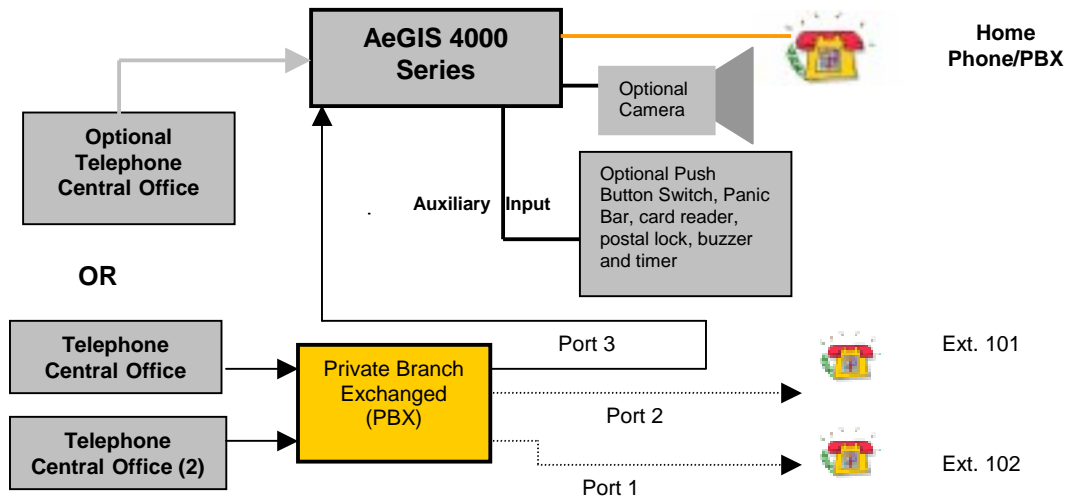 AeGIS 4000
Series
Home
Phone/PBX
Optional
Camera
Optional
Telephone
Central Office
Optional Push
Button Switch, Panic
Bar, card reader,
postal lock, buzzer
and timer
Auxiliary Input
OR
Telephone
Central Office
Private Branch
Exchanged
(PBX)
Port 3
Ext. 101
Port 2
Telephone
Central Office (2)
Ext. 102
Port 1